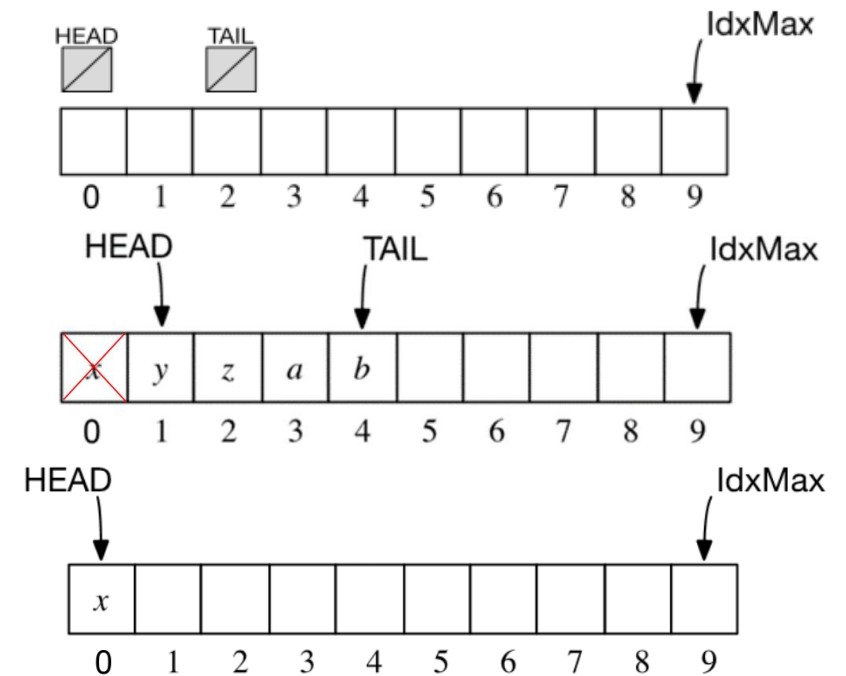 IdxMax
HEAD TAIL
0 1 2 3 4 5 6 7 8 9
HEAD TAIL IdxMax
x y z a b
0 1 2 3 4 5 6 7 8 9
HEAD IdxMax
x
0 1 2 3 4 5 6 7 8 9